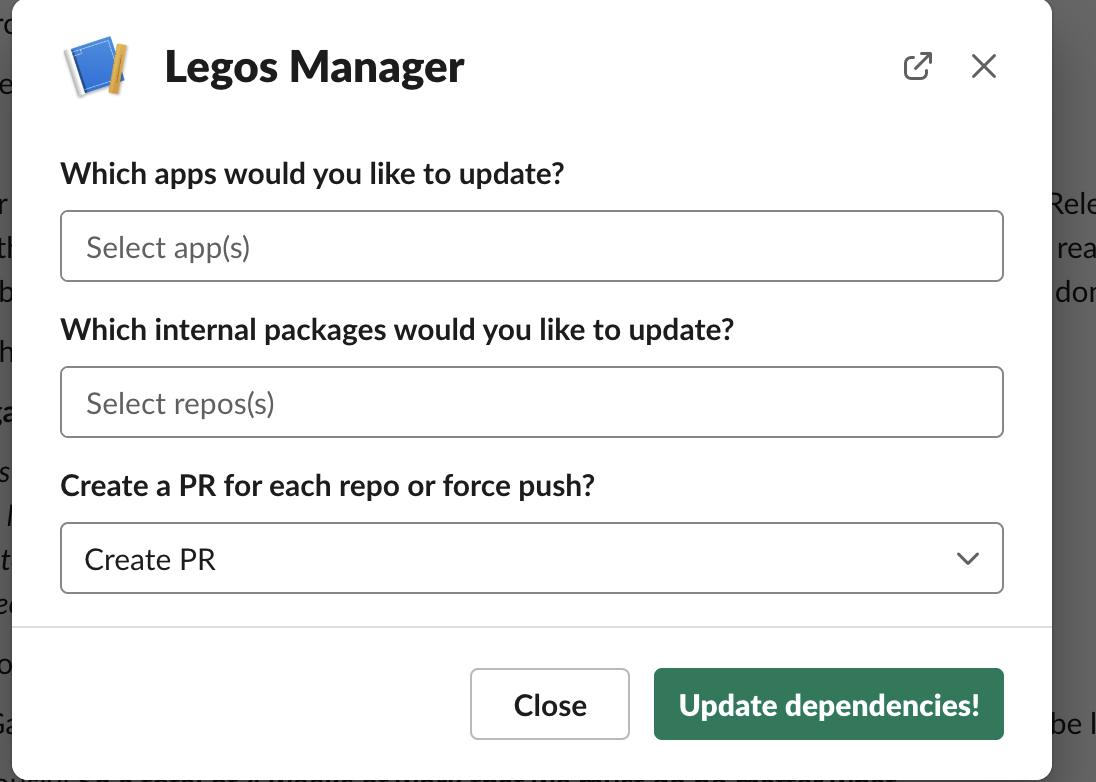 Legos Manager
Which apps would you like to update?
Select app(s)
Which internal packages would you like to update?
Select repos(s)
Create a PR for each repo or force push?
Create PR
Close
Update dependencies!